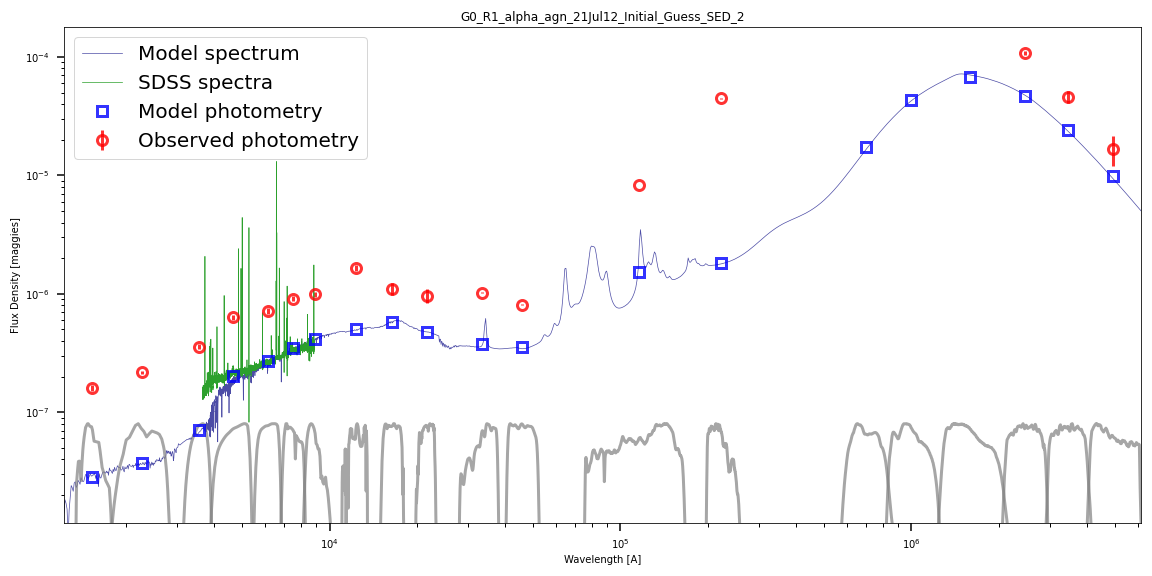 G0_R1_alpha_agn_21Jul12_Initial_Guess_SED_2
Model spectrum
SDSS spectra
Model photometry
Observed photometry
Flux Density [maggies]
10⁻⁴
10⁻⁵
10⁻⁶
10⁻⁷
10⁴
10⁵
10⁶
Wavelength [A]